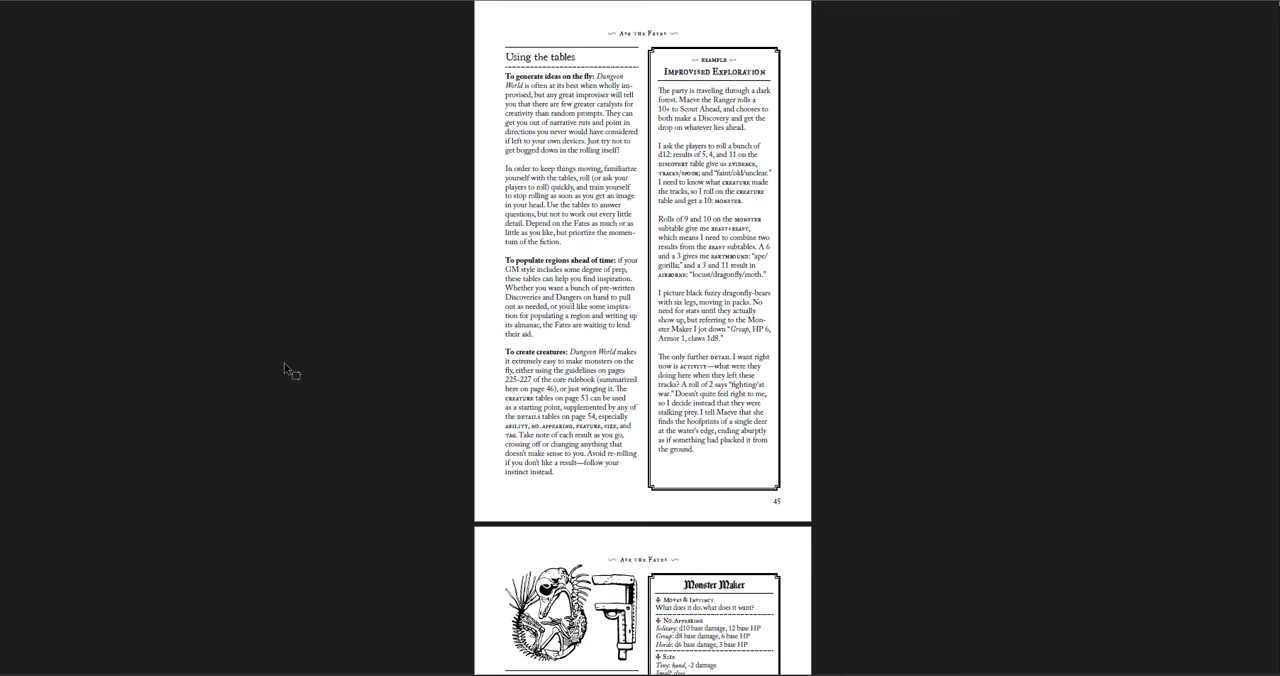 Ask the Fates
Using the tables
To generate ideas on the fly: Dungeon
World is often at its best when wholly im-
provised, but any great improviser will tell
you that there are few greater catalysts for
creativity than random prompts. They can
get you out of narrative ruts and point in
directions you never would have considered
if left to your own devices. Just try not to
get bogged down in the rolling itself!
In order to keep things moving, familiarize
yourself with the tables, roll (or ask your
players to roll) quickly, and train yourself
to stop rolling as soon as you get an image
in your head. Use the tables to answer
questions, but not to work out every little
detail. Depend on the Fates as much or as
little as you like, but priortize the momen-
tum of the fiction.
To populate regions ahead of time: if your
GM style includes some degree of prep,
these tables can help you find inspiration.
Whether you want a bunch of pre-written
Discoveries and Dangers on hand to pull
out as needed, or you'd like some inspira-
tion for populating a region and writing up
its almanac, the Fates are waiting to lend
their aid.
To create creatures: Dungeon World makes
it extremely easy to make monsters on the
fly, either using the guidelines on pages
225-227 of the core rulebook (summarized
here on page 46), or just winging it. The
creature tables on page 53 can be used
as a starting point, supplemented by any of
the details tables on page 54, especially
ability, no. appearing, feature, size, and
tag. Take note of each result as you go,
crossing off or changing anything that
doesn't make sense to you. Avoid re-rolling
if you don't like a result—follow your
instinct instead.
Example
Improvised Exploration
The party is traveling through a dark
forest. Maeve the Ranger rolls a
10+ to Scout Ahead, and chooses to
both make a Discovery and get the
drop on whatever lies ahead.
I ask the players to roll a bunch of
d12: results of 5, 4, and 11 on the
discovery table give us evidence,
tracks/spoor; and "faint/old/unclear."
I need to know what creature made
the tracks, so I roll on the creature
table and get a 10: monster.
Rolls of 9 and 10 on the monster
subtable give me beast+beast,
which means I need to combine two
results from the beast subtables. A 6
and a 3 gives me earthbound: "ape/
gorilla;" and a 3 and 11 result in
airborne: "locust/dragonfly/moth."
I picture black fuzzy dragonfly-bears
with six legs, moving in packs. No
need for stats until they actually
show up, but referring to the Mon-
ster Maker I jot down "Group, HP 6,
Armor 1, claws 1d8."
The only further detail I want right
now is activity—what were they
doing here when they left these
tracks? A roll of 2 says "fighting/at
war." Doesn't quite feel right to me,
so I decide instead that they were
stalking prey. I tell Maeve that she
finds the hoofprints of a single deer
at the water's edge, ending aburptly
as if something had plucked it from
the ground.
45
Ask the Fates
Monster Maker
Moves & Instinct
What does it do; what does it want?
No. Appearing
Solitary: d10 base damage, 12 base HP
Group: d8 base damage, 6 base HP
Horde: d6 base damage, 3 base HP
Size
Tiny: hand, -2 damage